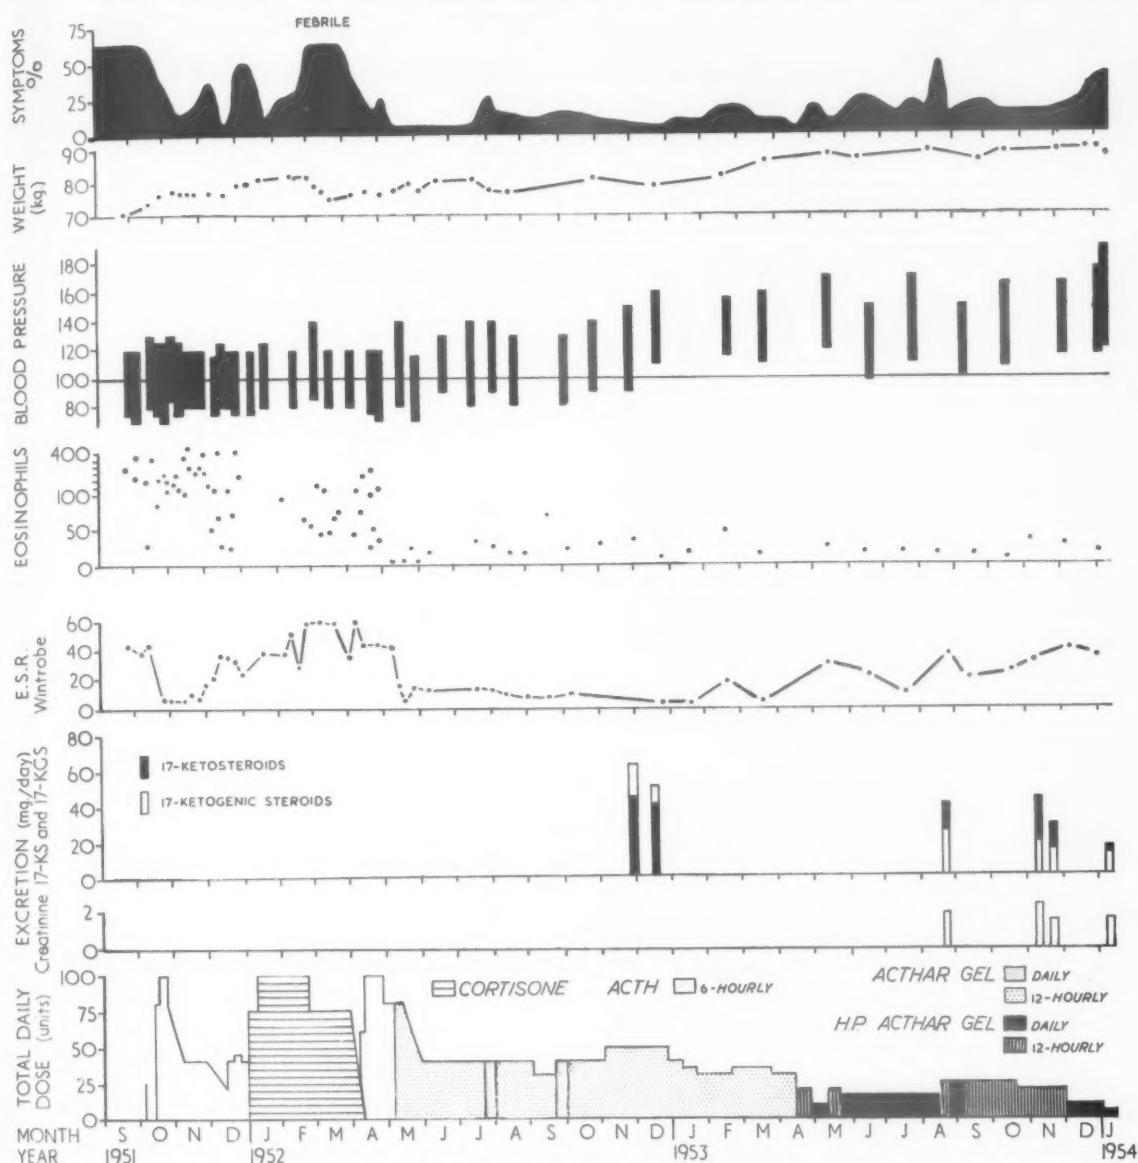 FEBRILE
SYMPTOMS
%
75
50
25
0
WEIGHT
(kg.)
90
80
70
BLOOD PRESSURE
180
160
140
120
100
80
EOSINOPHILS
400
100
50
0
E.S.R.
Wintrobe
60
40
20
0
EXCRETION (mg/day)
Creatinine 17-KS and 17-KGS
80
60
40
20
0
17-KETOSTEROIDS
17-KETOGENIC STEROIDS
2
0
TOTAL DAILY
DOSE (units)
100
75
50
25
0
CORTISONE
ACTH 6-HOURLY
ACTHAR GEL DAILY
12-HOURLY
H.P. ACTHAR GEL DAILY
12-HOURLY
MONTH S O N D J F M A M J J A S O N D J F M A M J J A S O N D J
YEAR 1951 1952 1953 1954